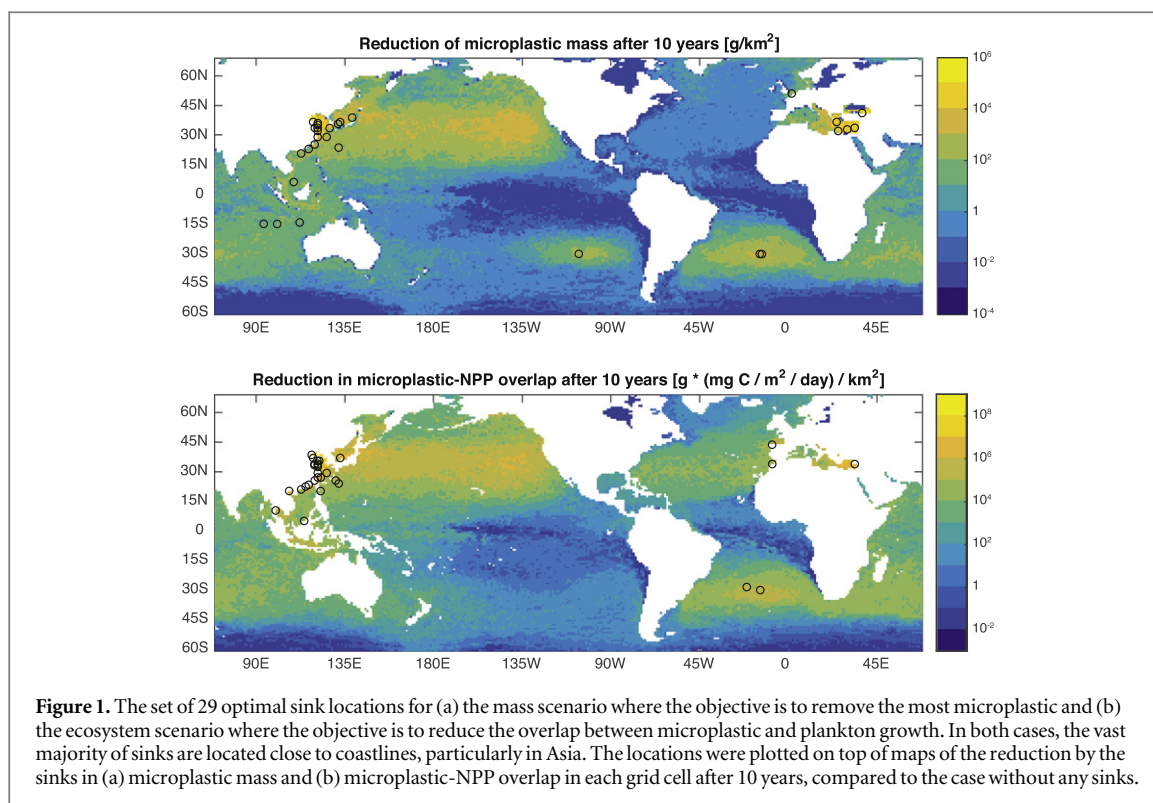 Reduction of microplastic mass after 10 years [g/km²]
60N
45N
30N
15N
0
15S
30S
45S
60S
90E 135E 180E 135W 90W 45W 0 45E
10⁶
10⁴
10²
1
10⁻²
10⁻⁴
Reduction in microplastic-NPP overlap after 10 years [g * (mg C / m² / day) / km²]
60N
45N
30N
15N
0
15S
30S
45S
60S
90E 135E 180E 135W 90W 45W 0 45E
10⁸
10⁶
10⁴
10²
1
10⁻²
Figure 1. The set of 29 optimal sink locations for (a) the mass scenario where the objective is to remove the most microplastic and (b)
the ecosystem scenario where the objective is to reduce the overlap between microplastic and plankton growth. In both cases, the vast
majority of sinks are located close to coastlines, particularly in Asia. The locations were plotted on top of maps of the reduction by the
sinks in (a) microplastic mass and (b) microplastic-NPP overlap in each grid cell after 10 years, compared to the case without any sinks.